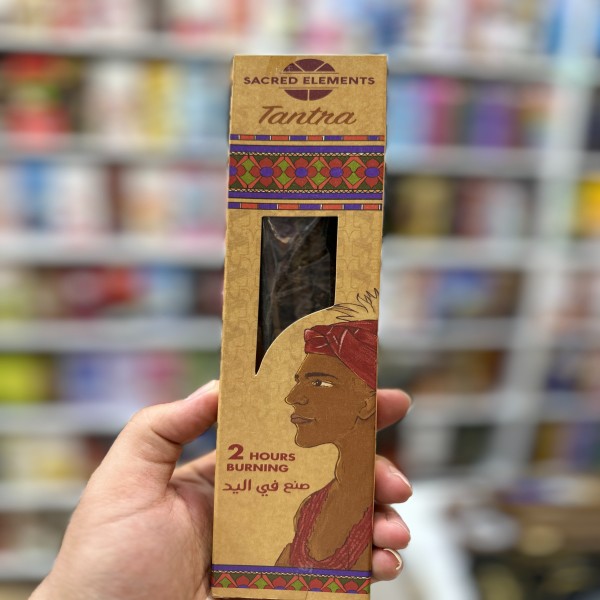 SACRED ELEMENTS
Tantra
2 HOURS
BURNING
صنع في اليد